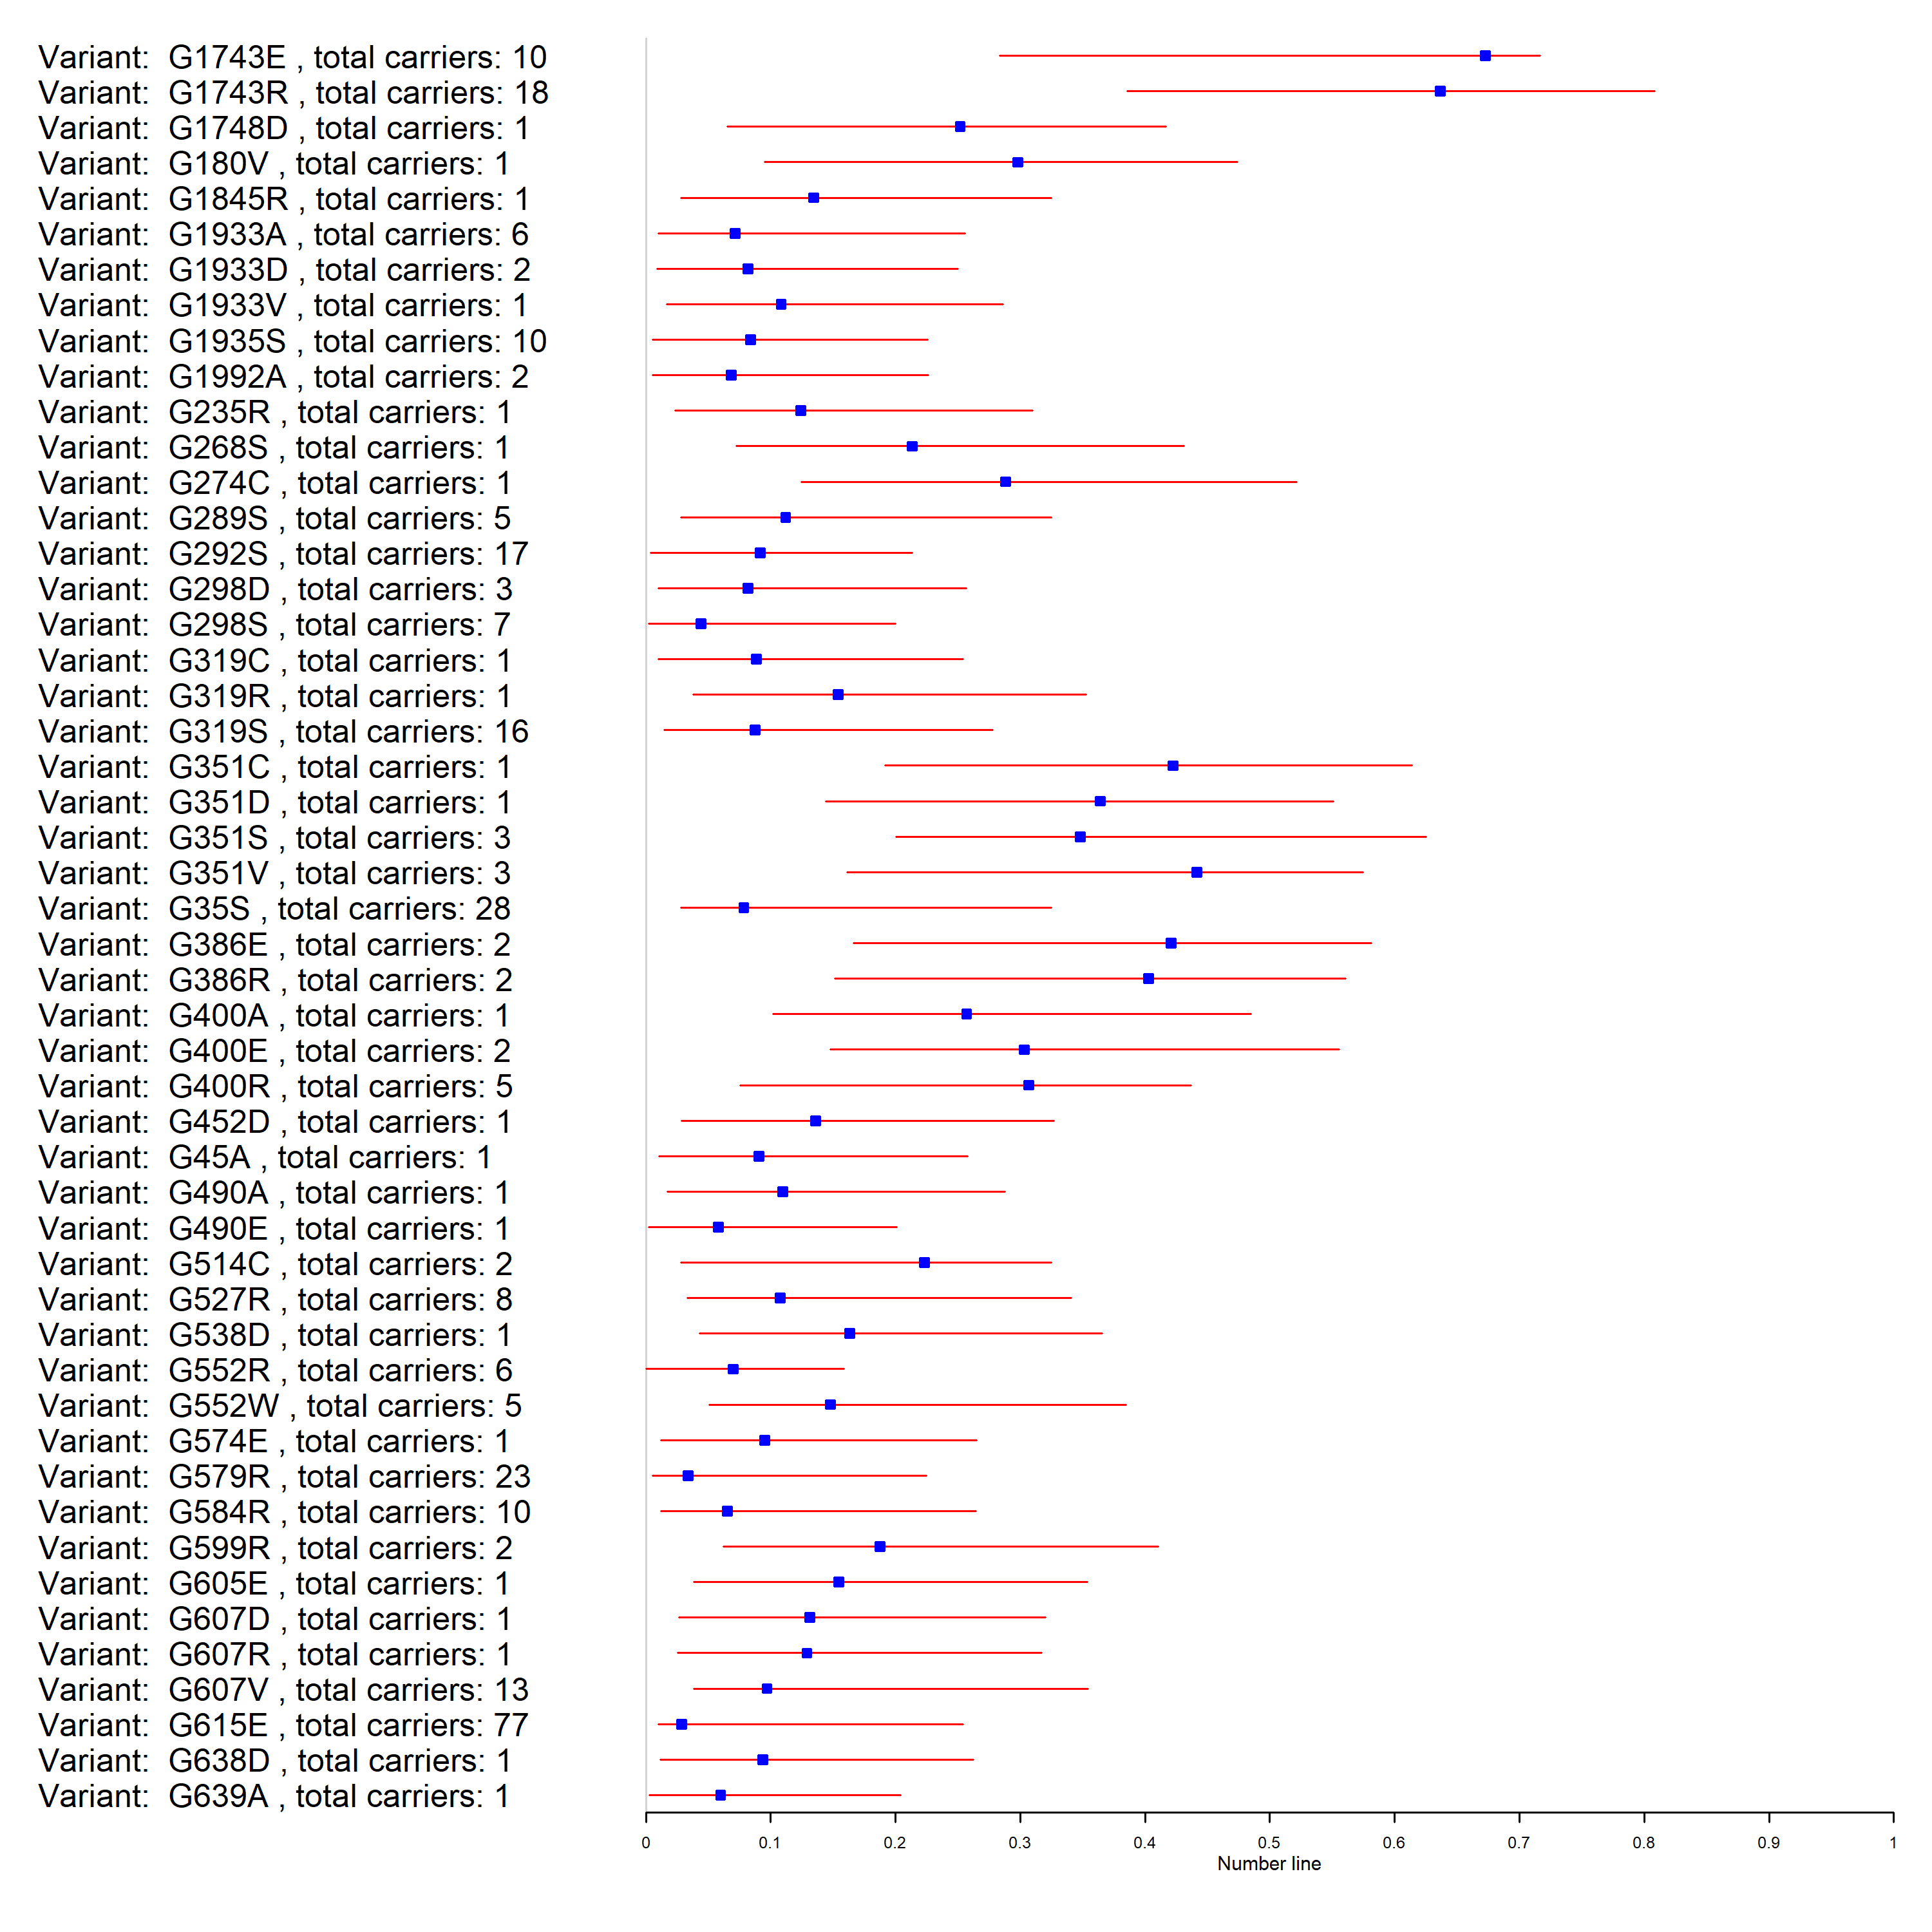 Variant: G1743E , total carriers: 10
Variant: G1743R , total carriers: 18
Variant: G1748D , total carriers: 1
Variant: G180V , total carriers: 1
Variant: G1845R , total carriers: 1
Variant: G1933A , total carriers: 6
Variant: G1933D , total carriers: 2
Variant: G1933V , total carriers: 1
Variant: G1935S , total carriers: 10
Variant: G1992A , total carriers: 2
Variant: G235R , total carriers: 1
Variant: G268S , total carriers: 1
Variant: G274C , total carriers: 1
Variant: G289S , total carriers: 5
Variant: G292S , total carriers: 17
Variant: G298D , total carriers: 3
Variant: G298S , total carriers: 7
Variant: G319C , total carriers: 1
Variant: G319R , total carriers: 1
Variant: G319S , total carriers: 16
Variant: G351C , total carriers: 1
Variant: G351D , total carriers: 1
Variant: G351S , total carriers: 3
Variant: G351V , total carriers: 3
Variant: G35S , total carriers: 28
Variant: G386E , total carriers: 2
Variant: G386R , total carriers: 2
Variant: G400A , total carriers: 1
Variant: G400E , total carriers: 2
Variant: G400R , total carriers: 5
Variant: G452D , total carriers: 1
Variant: G45A , total carriers: 1
Variant: G490A , total carriers: 1
Variant: G490E , total carriers: 1
Variant: G514C , total carriers: 2
Variant: G527R , total carriers: 8
Variant: G538D , total carriers: 1
Variant: G552R , total carriers: 6
Variant: G552W , total carriers: 5
Variant: G574E , total carriers: 1
Variant: G579R , total carriers: 23
Variant: G584R , total carriers: 10
Variant: G599R , total carriers: 2
Variant: G605E , total carriers: 1
Variant: G607D , total carriers: 1
Variant: G607R , total carriers: 1
Variant: G607V , total carriers: 13
Variant: G615E , total carriers: 77
Variant: G638D , total carriers: 1
Variant: G639A , total carriers: 1
0 0.1 0.2 0.3 0.4 0.5 0.6 0.7 0.8 0.9 1
Number line